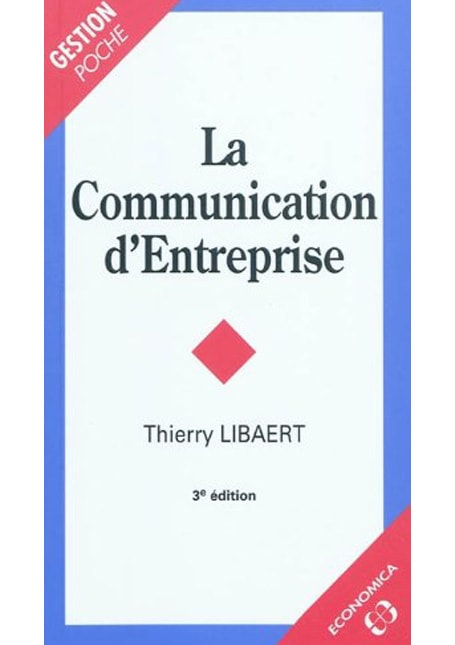 GESTION
POCHE
La
Communication
d'Entreprise
Thierry LIBAERT
3e édition
ECONOMICA